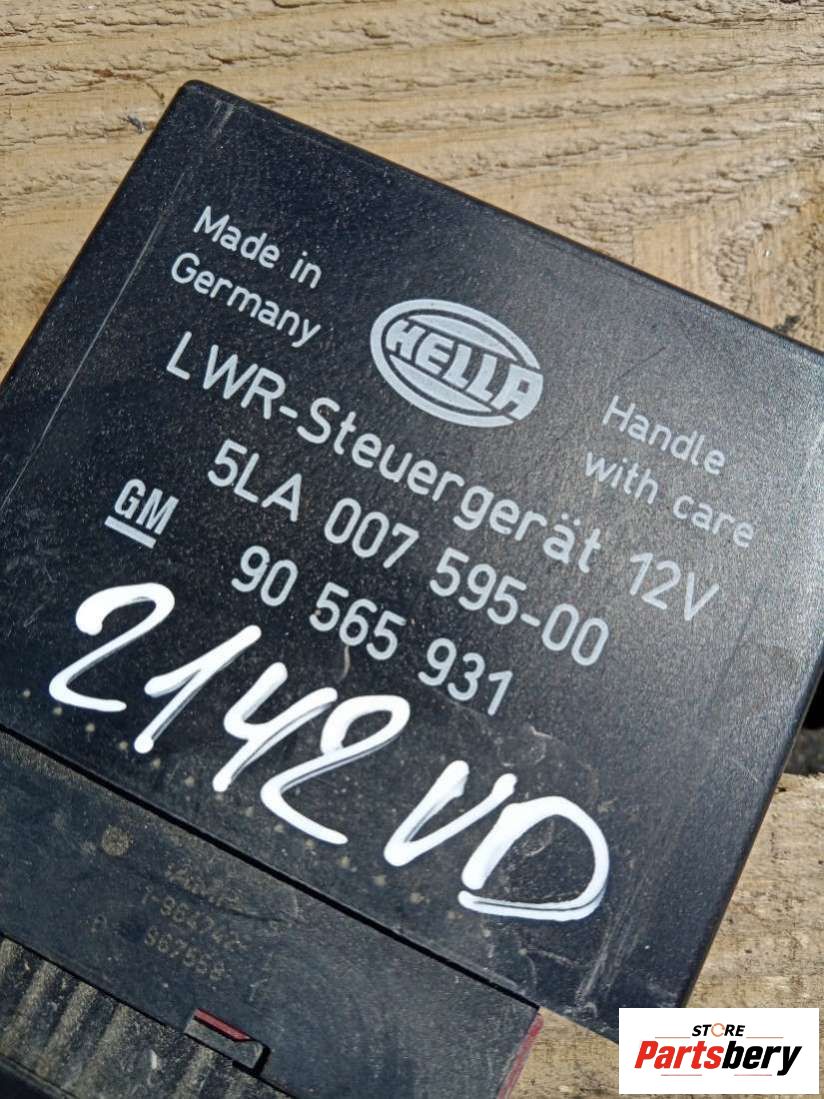 Made in
Germany
HELLA
Handle
with care
LWR-Steuergerät 12V
5LA 007 595-00
GM
90 565 931
2142VD
STORE
Partsbery